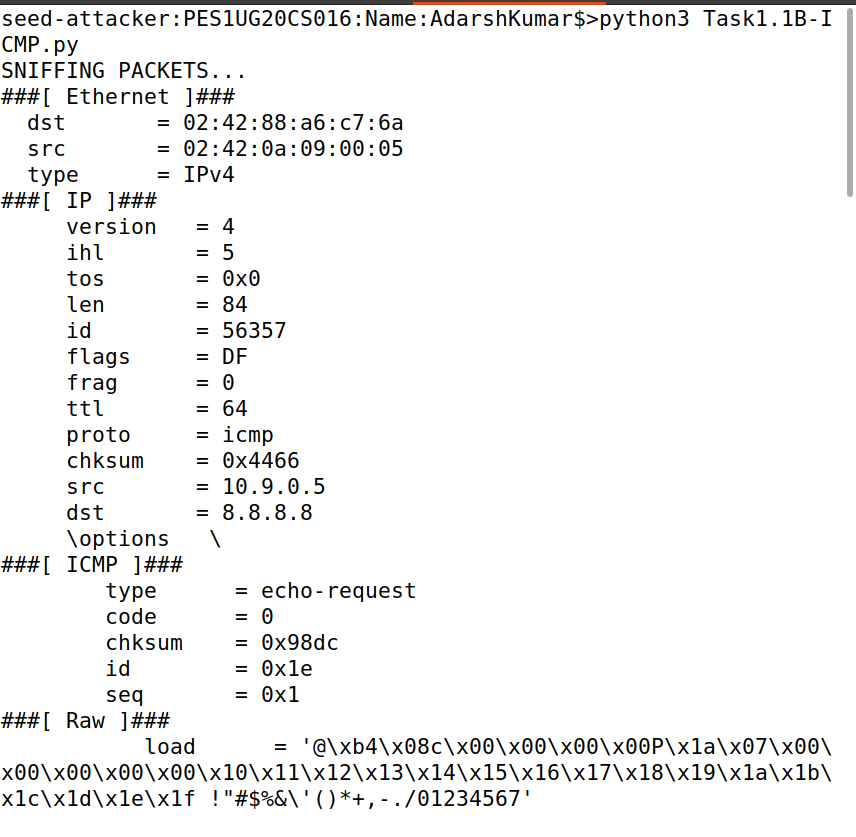 seed-attacker:PES1UG20CS016:Name:AdarshKumar$>python3 Task1.1B-I
CMP.py
SNIFFING PACKETS...
###[ Ethernet ]###
  dst       = 02:42:88:a6:c7:6a
  src       = 02:42:0a:09:00:05
  type      = IPv4
###[ IP ]###
     version   = 4
     ihl       = 5
     tos       = 0x0
     len       = 84
     id        = 56357
     flags     = DF
     frag      = 0
     ttl       = 64
     proto     = icmp
     chksum    = 0x4466
     src       = 10.9.0.5
     dst       = 8.8.8.8
     \options   \
###[ ICMP ]###
        type      = echo-request
        code      = 0
        chksum    = 0x98dc
        id        = 0x1e
        seq       = 0x1
###[ Raw ]###
           load      = '@\xb4\x08c\x00\x00\x00\x00P\x1a\x07\x00\
x00\x00\x00\x00\x10\x11\x12\x13\x14\x15\x16\x17\x18\x19\x1a\x1b\
x1c\x1d\x1e\x1f !"#$%&\'()*+,-./01234567'